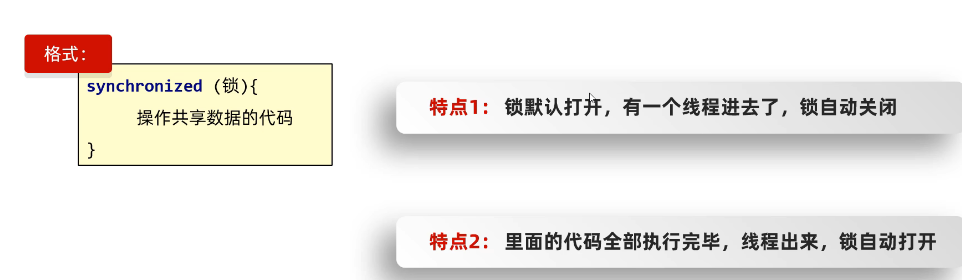 格式：
synchronized （锁）{
操作共享数据的代码
}
特点1： 锁默认打开，有一个线程进去了，锁自动关闭
特点2： 里面的代码全部执行完毕，线程出来，锁自动打开